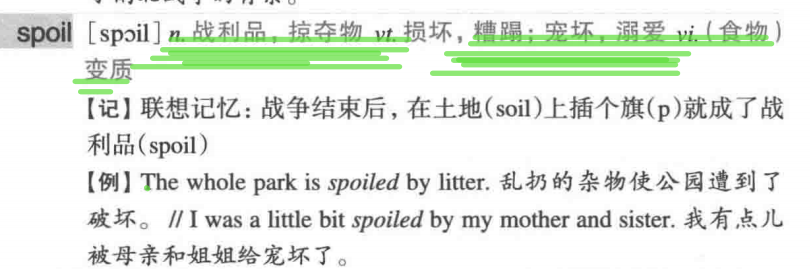 spoil [spɔil] n. 战利品，掠夺物 vt. 损坏，糟蹋；宠坏，溺爱 vi.（食物）
变质
【记】联想记忆：战争结束后，在土地(soil)上插个旗(p)就成了战
利品(spoil)
【例】The whole park is spoiled by litter. 乱扔的杂物使公园遭到了
破坏。 // I was a little bit spoiled by my mother and sister. 我有点儿
被母亲和姐姐给宠坏了。